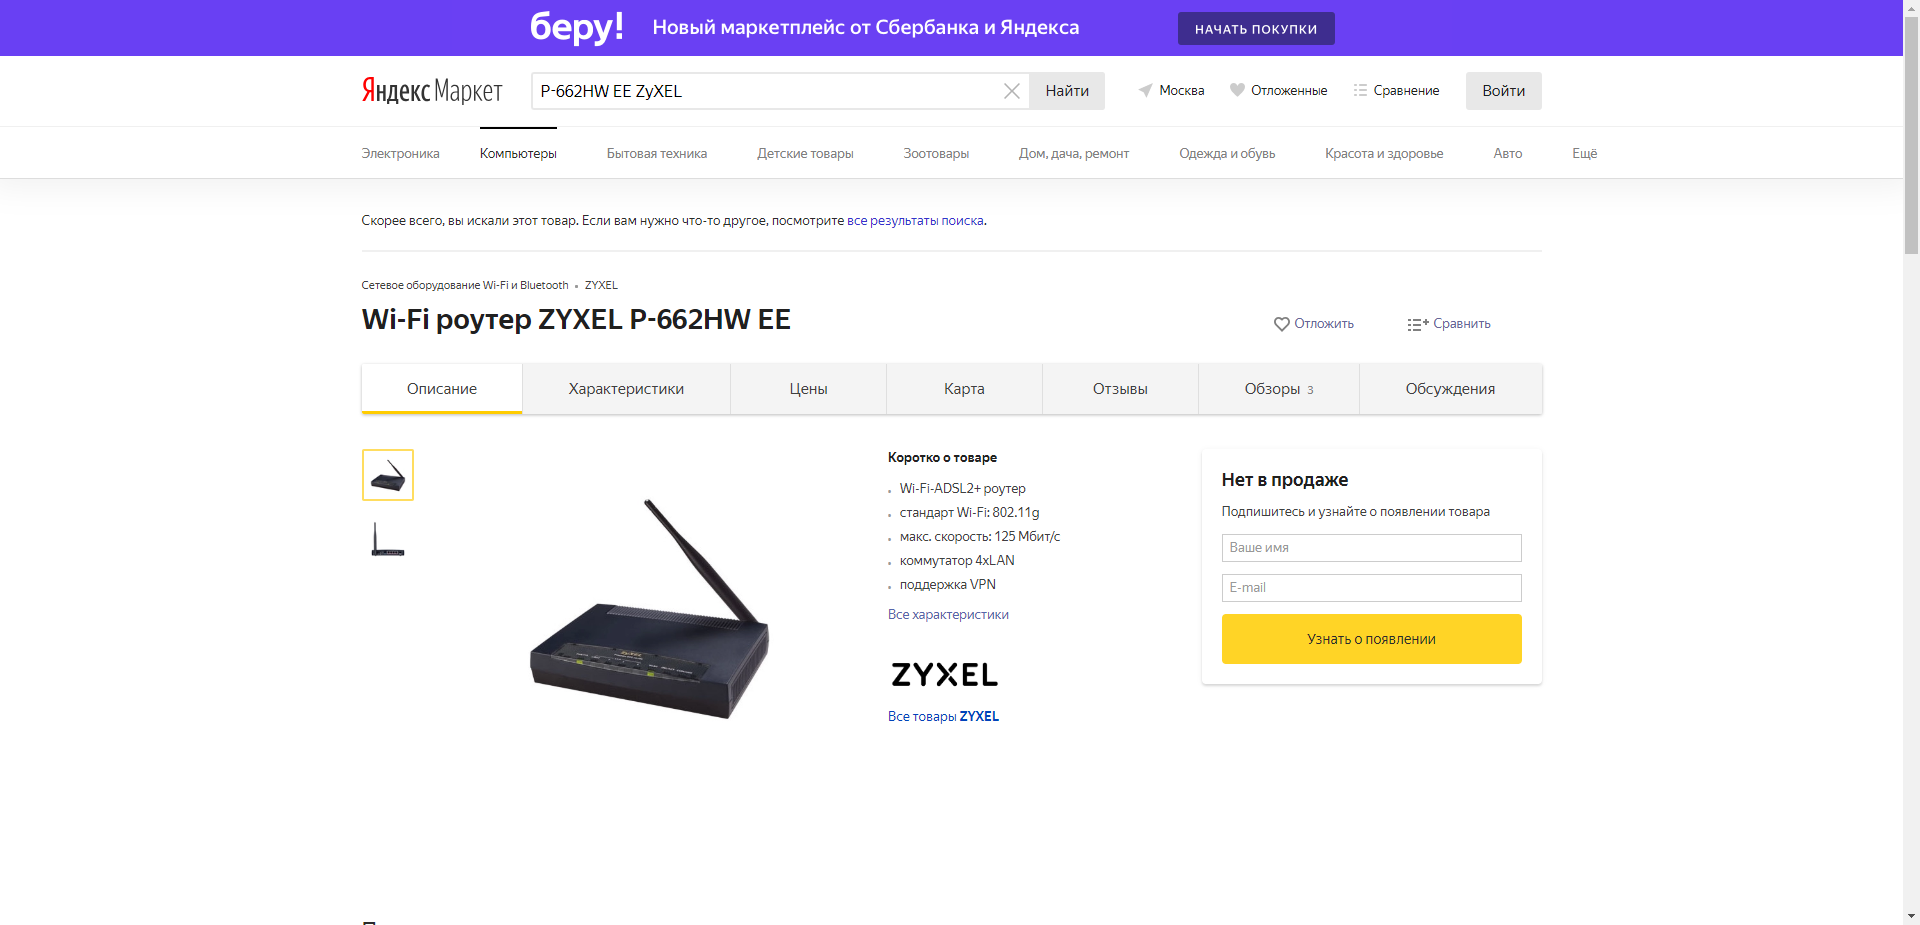 беру!
Новый маркетплейс от Сбербанка и Яндекса
НАЧАТЬ ПОКУПКИ
Яндекс Маркет
P-662HW EE ZyXEL
Найти
Москва
Отложенные
Сравнение
Войти
Электроника
Компьютеры
Бытовая техника
Детские товары
Зоотовары
Дом, дача, ремонт
Одежда и обувь
Красота и здоровье
Авто
Ещё
Скорее всего, вы искали этот товар. Если вам нужно что-то другое, посмотрите все результаты поиска.
Сетевое оборудование Wi-Fi и Bluetooth
ZYXEL
Wi-Fi роутер ZYXEL P-662HW EE
Отложить
Сравнить
Описание
Характеристики
Цены
Карта
Отзывы
Обзоры 3
Обсуждения
Коротко о товаре
Wi-Fi-ADSL2+ роутер
стандарт Wi-Fi: 802.11g
макс. скорость: 125 Мбит/с
коммутатор 4xLAN
поддержка VPN
Все характеристики
ZYXEL
Все товары ZYXEL
Нет в продаже
Подпишитесь и узнайте о появлении товара
Ваше имя
E-mail
Узнать о появлении
ZyXEL